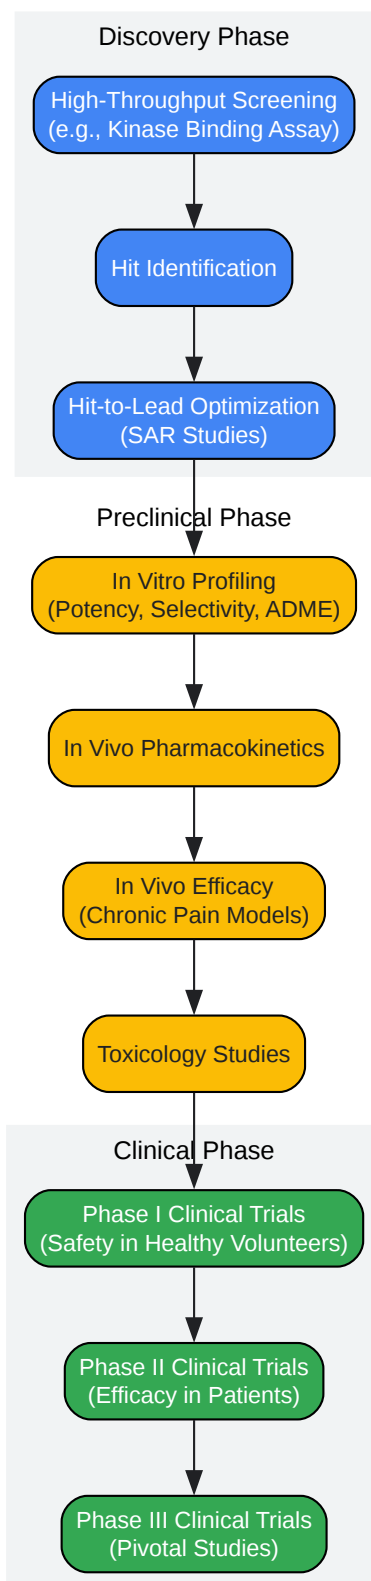 Discovery Phase
High-Throughput Screening
(e.g., Kinase Binding Assay)
Hit Identification
Hit-to-Lead Optimization
(SAR Studies)
Preclinical Phase
In Vitro Profiling
(Potency, Selectivity, ADME)
In Vivo Pharmacokinetics
In Vivo Efficacy
(Chronic Pain Models)
Toxicology Studies
Clinical Phase
Phase I Clinical Trials
(Safety in Healthy Volunteers)
Phase II Clinical Trials
(Efficacy in Patients)
Phase III Clinical Trials
(Pivotal Studies)